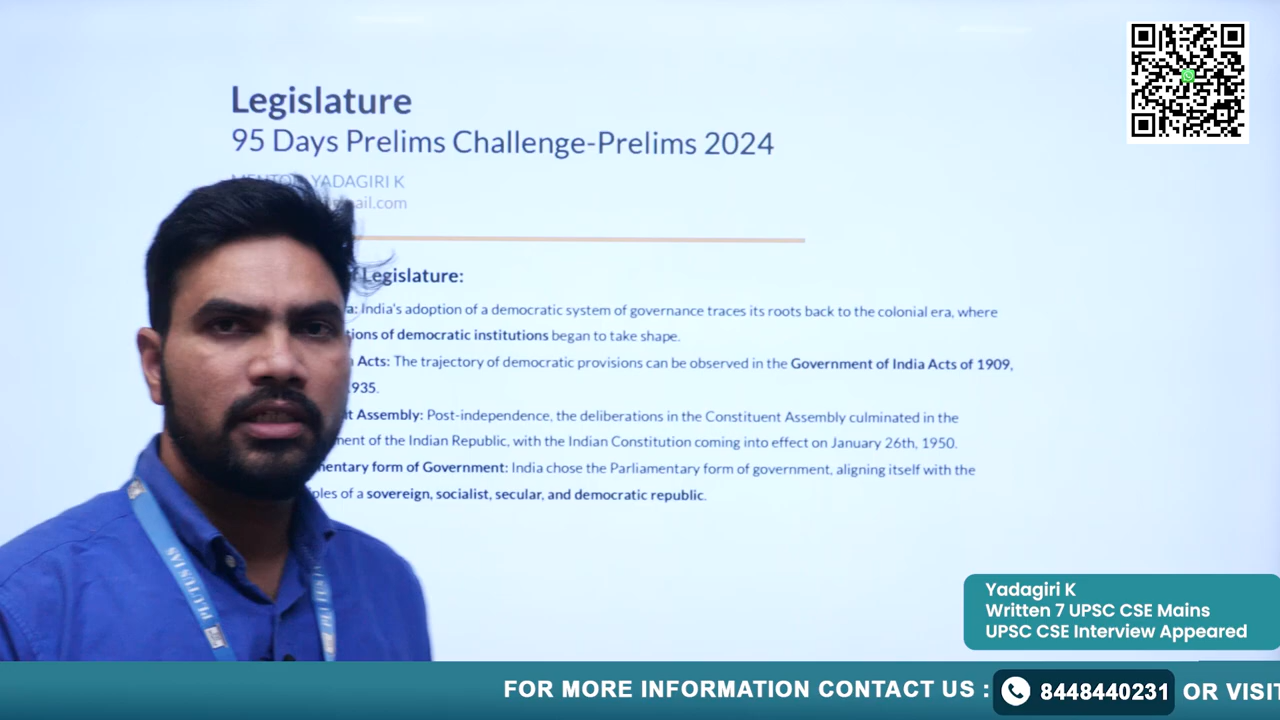 Legislature
95 Days Prelims Challenge-Prelims 2024
YADAGIRI K
Legislature:
India's adoption of a democratic system of governance traces its roots back to the colonial era, where
of democratic institutions began to take shape.
Acts: The trajectory of democratic provisions can be observed in the Government of India Acts of 1909,
Assembly: Post-independence, the deliberations in the Constituent Assembly culminated in the
of the Indian Republic, with the Indian Constitution coming into effect on January 26th, 1950.
form of Government: India chose the Parliamentary form of government, aligning itself with the
of a sovereign, socialist, secular, and democratic republic.
PLUTUS IAS
Yadagiri K
Written 7 UPSC CSE Mains
UPSC CSE Interview Appeared
FOR MORE INFORMATION CONTACT US : 8448440231 OR